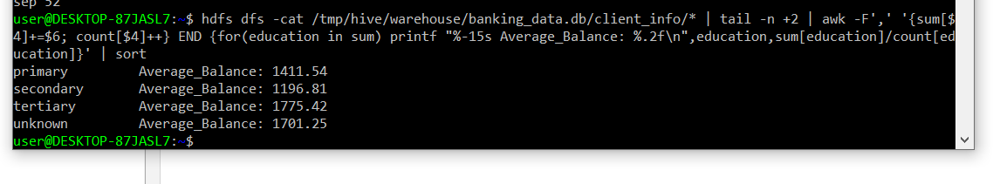 sep 52
user@DESKTOP-87JASL7:~$ hdfs dfs -cat /tmp/hive/warehouse/banking_data.db/client_info/* | tail -n +2 | awk -F',' '{sum[$
4]+=$6; count[$4]++} END {for(education in sum) printf "%-15s Average_Balance: %.2f\n",education,sum[education]/count[ed
ucation]}' | sort
primary         Average_Balance: 1411.54
secondary       Average_Balance: 1196.81
tertiary        Average_Balance: 1775.42
unknown         Average_Balance: 1701.25
user@DESKTOP-87JASL7:~$